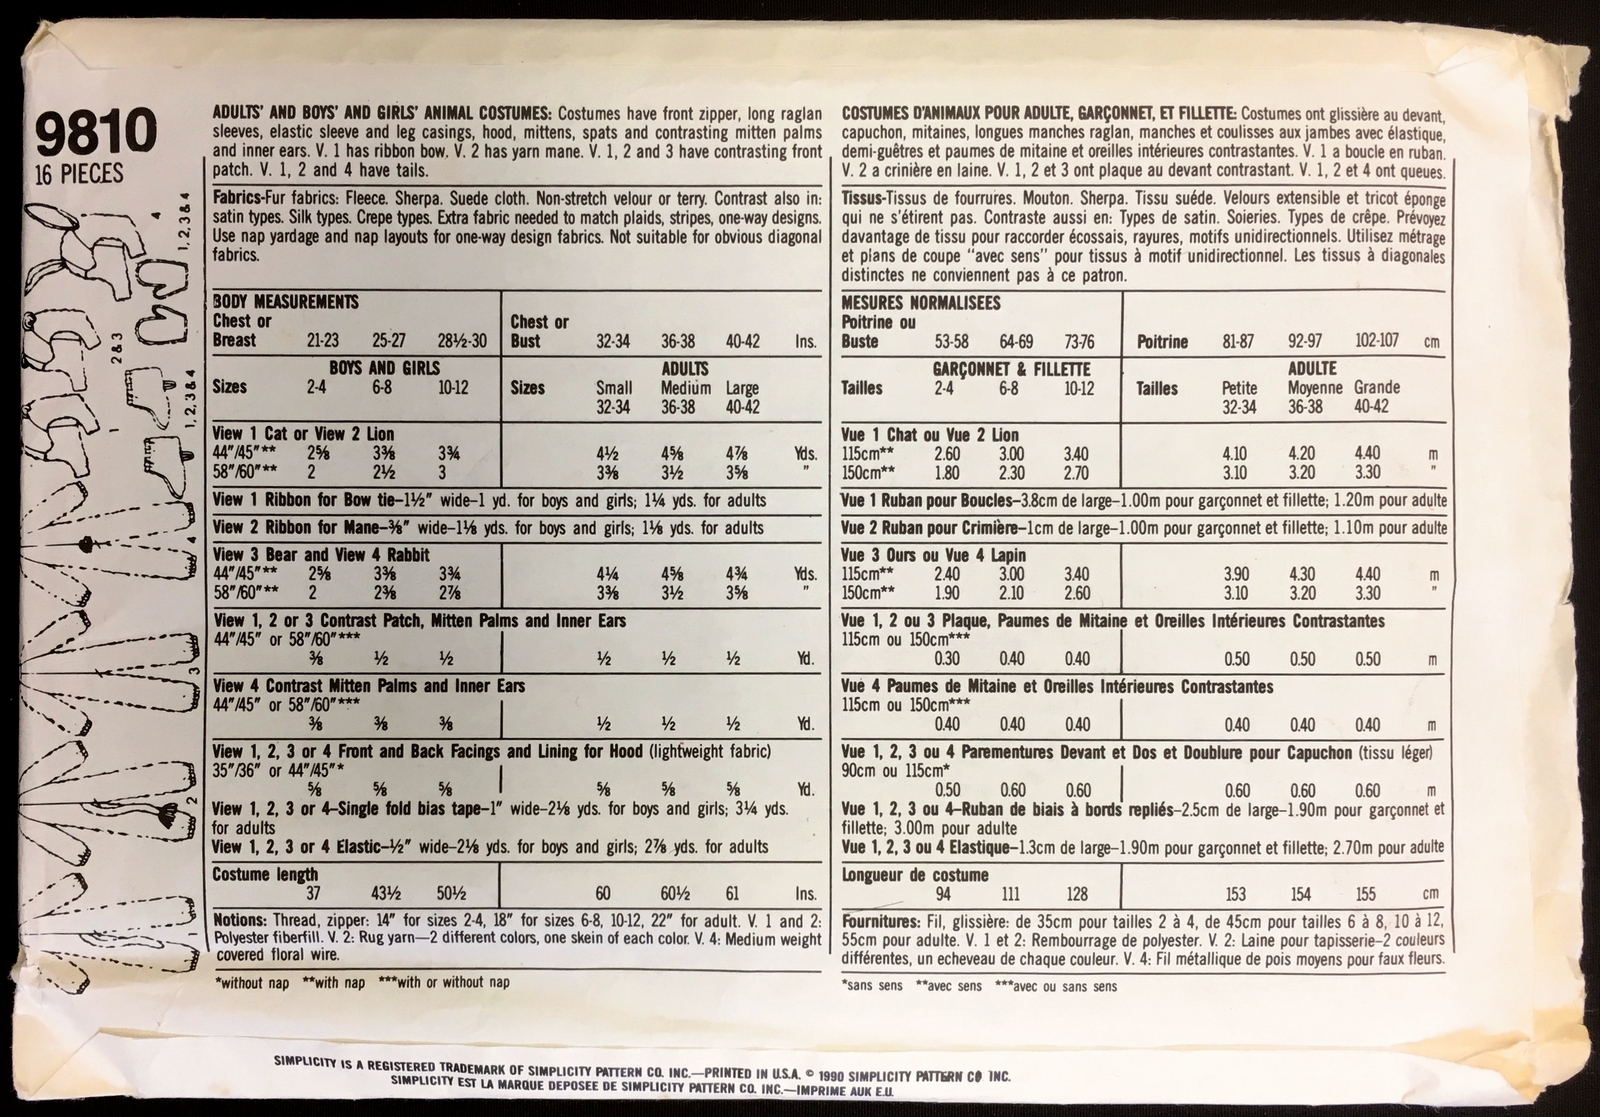 9810
16 PIECES
4
1, 2, 3 & 4
2 & 3
1
1, 2, 3 & 4
4
3
2
1
ADULTS' AND BOYS' AND GIRLS' ANIMAL COSTUMES: Costumes have front zipper, long raglan
sleeves, elastic sleeve and leg casings, hood, mittens, spats and contrasting mitten palms
and inner ears. V. 1 has ribbon bow. V. 2 has yarn mane. V. 1, 2 and 3 have contrasting front
patch. V. 1, 2 and 4 have tails.
Fabrics-Fur fabrics: Fleece. Sherpa. Suede cloth. Non-stretch velour or terry. Contrast also in:
satin types. Silk types. Crepe types. Extra fabric needed to match plaids, stripes, one-way designs.
Use nap yardage and nap layouts for one-way design fabrics. Not suitable for obvious diagonal
fabrics.
BODY MEASUREMENTS
Chest or Chest or
Breast 21-23 25-27 28½-30 Bust 32-34 36-38 40-42 Ins.
BOYS AND GIRLS ADULTS
Sizes 2-4 6-8 10-12 Sizes Small Medium Large
32-34 36-38 40-42
View 1 Cat or View 2 Lion
44"/45"** 2⅝ 3⅜ 3¾ 4½ 4⅝ 4⅞ Yds.
58"/60"** 2 2½ 3 3⅜ 3½ 3⅝ "
View 1 Ribbon for Bow tie–1½" wide–1 yd. for boys and girls; 1¼ yds. for adults
View 2 Ribbon for Mane–⅜" wide–1⅛ yds. for boys and girls; 1⅛ yds. for adults
View 3 Bear and View 4 Rabbit
44"/45"** 2⅝ 3⅜ 3¾ 4¼ 4⅝ 4¾ Yds.
58"/60"** 2 2⅜ 2⅞ 3⅜ 3½ 3⅝ "
View 1, 2 or 3 Contrast Patch, Mitten Palms and Inner Ears
44"/45" or 58"/60"***
⅜ ½ ½ ½ ½ ½ Yd.
View 4 Contrast Mitten Palms and Inner Ears
44"/45" or 58"/60"***
⅜ ⅜ ⅜ ½ ½ ½ Yd.
View 1, 2, 3 or 4 Front and Back Facings and Lining for Hood (lightweight fabric)
35"/36" or 44"/45"*
⅝ ⅝ ⅝ ⅝ ⅝ ⅝ Yd.
View 1, 2, 3 or 4–Single fold bias tape–1" wide–2⅛ yds. for boys and girls; 3¼ yds.
for adults
View 1, 2, 3 or 4 Elastic–½" wide–2⅛ yds. for boys and girls; 2⅞ yds. for adults
Costume length
37 43½ 50½ 60 60½ 61 Ins.
Notions: Thread, zipper: 14" for sizes 2-4, 18" for sizes 6-8, 10-12, 22" for adult. V. 1 and 2:
Polyester fiberfill. V. 2: Rug yarn—2 different colors, one skein of each color. V. 4: Medium weight
covered floral wire.
*without nap **with nap ***with or without nap
COSTUMES D'ANIMAUX POUR ADULTE, GARÇONNET, ET FILLETTE: Costumes ont glissière au devant,
capuchon, mitaines, longues manches raglan, manches et coulisses aux jambes avec élastique,
demi-guêtres et paumes de mitaine et oreilles intérieures contrastantes. V. 1 a boucle en ruban.
V. 2 a crinière en laine. V. 1, 2 et 3 ont plaque au devant contrastant. V. 1, 2 et 4 ont queues.
Tissus-Tissus de fourrures. Mouton. Sherpa. Tissu suéde. Velours extensible et tricot éponge
qui ne s'étirent pas. Contraste aussi en: Types de satin. Soieries. Types de crêpe. Prévoyez
davantage de tissu pour raccorder écossais, rayures, motifs unidirectionnels. Utilisez métrage
et plans de coupe "avec sens" pour tissus à motif unidirectionnel. Les tissus à diagonales
distinctes ne conviennent pas à ce patron.
MESURES NORMALISEES
Poitrine ou
Buste 53-58 64-69 73-76 Poitrine 81-87 92-97 102-107 cm
GARÇONNET & FILLETTE ADULTE
Tailles 2-4 6-8 10-12 Tailles Petite Moyenne Grande
32-34 36-38 40-42
Vue 1 Chat ou Vue 2 Lion
115cm** 2.60 3.00 3.40 4.10 4.20 4.40 m
150cm** 1.80 2.30 2.70 3.10 3.20 3.30 "
Vue 1 Ruban pour Boucles–3.8cm de large–1.00m pour garçonnet et fillette; 1.20m pour adulte
Vue 2 Ruban pour Crimière–1cm de large–1.00m pour garçonnet et fillette; 1.10m pour adulte
Vue 3 Ours ou Vue 4 Lapin
115cm** 2.40 3.00 3.40 3.90 4.30 4.40 m
150cm** 1.90 2.10 2.60 3.10 3.20 3.30 "
Vue 1, 2 ou 3 Plaque, Paumes de Mitaine et Oreilles Intérieures Contrastantes
115cm ou 150cm***
0.30 0.40 0.40 0.50 0.50 0.50 m
Vue 4 Paumes de Mitaine et Oreilles Intérieures Contrastantes
115cm ou 150cm***
0.40 0.40 0.40 0.40 0.40 0.40 m
Vue 1, 2, 3 ou 4 Parementures Devant et Dos et Doublure pour Capuchon (tissu léger)
90cm ou 115cm*
0.50 0.60 0.60 0.60 0.60 0.60 m
Vue 1, 2, 3 ou 4–Ruban de biais à bords repliés–2.5cm de large–1.90m pour garçonnet et
fillette; 3.00m pour adulte
Vue 1, 2, 3 ou 4 Elastique–1.3cm de large–1.90m pour garçonnet et fillette; 2.70m pour adulte
Longueur de costume
94 111 128 153 154 155 cm
Fournitures: Fil, glissière: de 35cm pour tailles 2 à 4, de 45cm pour tailles 6 à 8, 10 à 12,
55cm pour adulte. V. 1 et 2: Rembourrage de polyester. V. 2: Laine pour tapisserie–2 couleurs
différentes, un echeveau de chaque couleur. V. 4: Fil métallique de pois moyens pour faux fleurs.
*sans sens **avec sens ***avec ou sans sens
SIMPLICITY IS A REGISTERED TRADEMARK OF SIMPLICITY PATTERN CO. INC.—PRINTED IN U.S.A. © 1990 SIMPLICITY PATTERN CO INC.
SIMPLICITY EST LA MARQUE DEPOSEE DE SIMPLICITY PATTERN CO. INC.—IMPRIME AUK E.U.